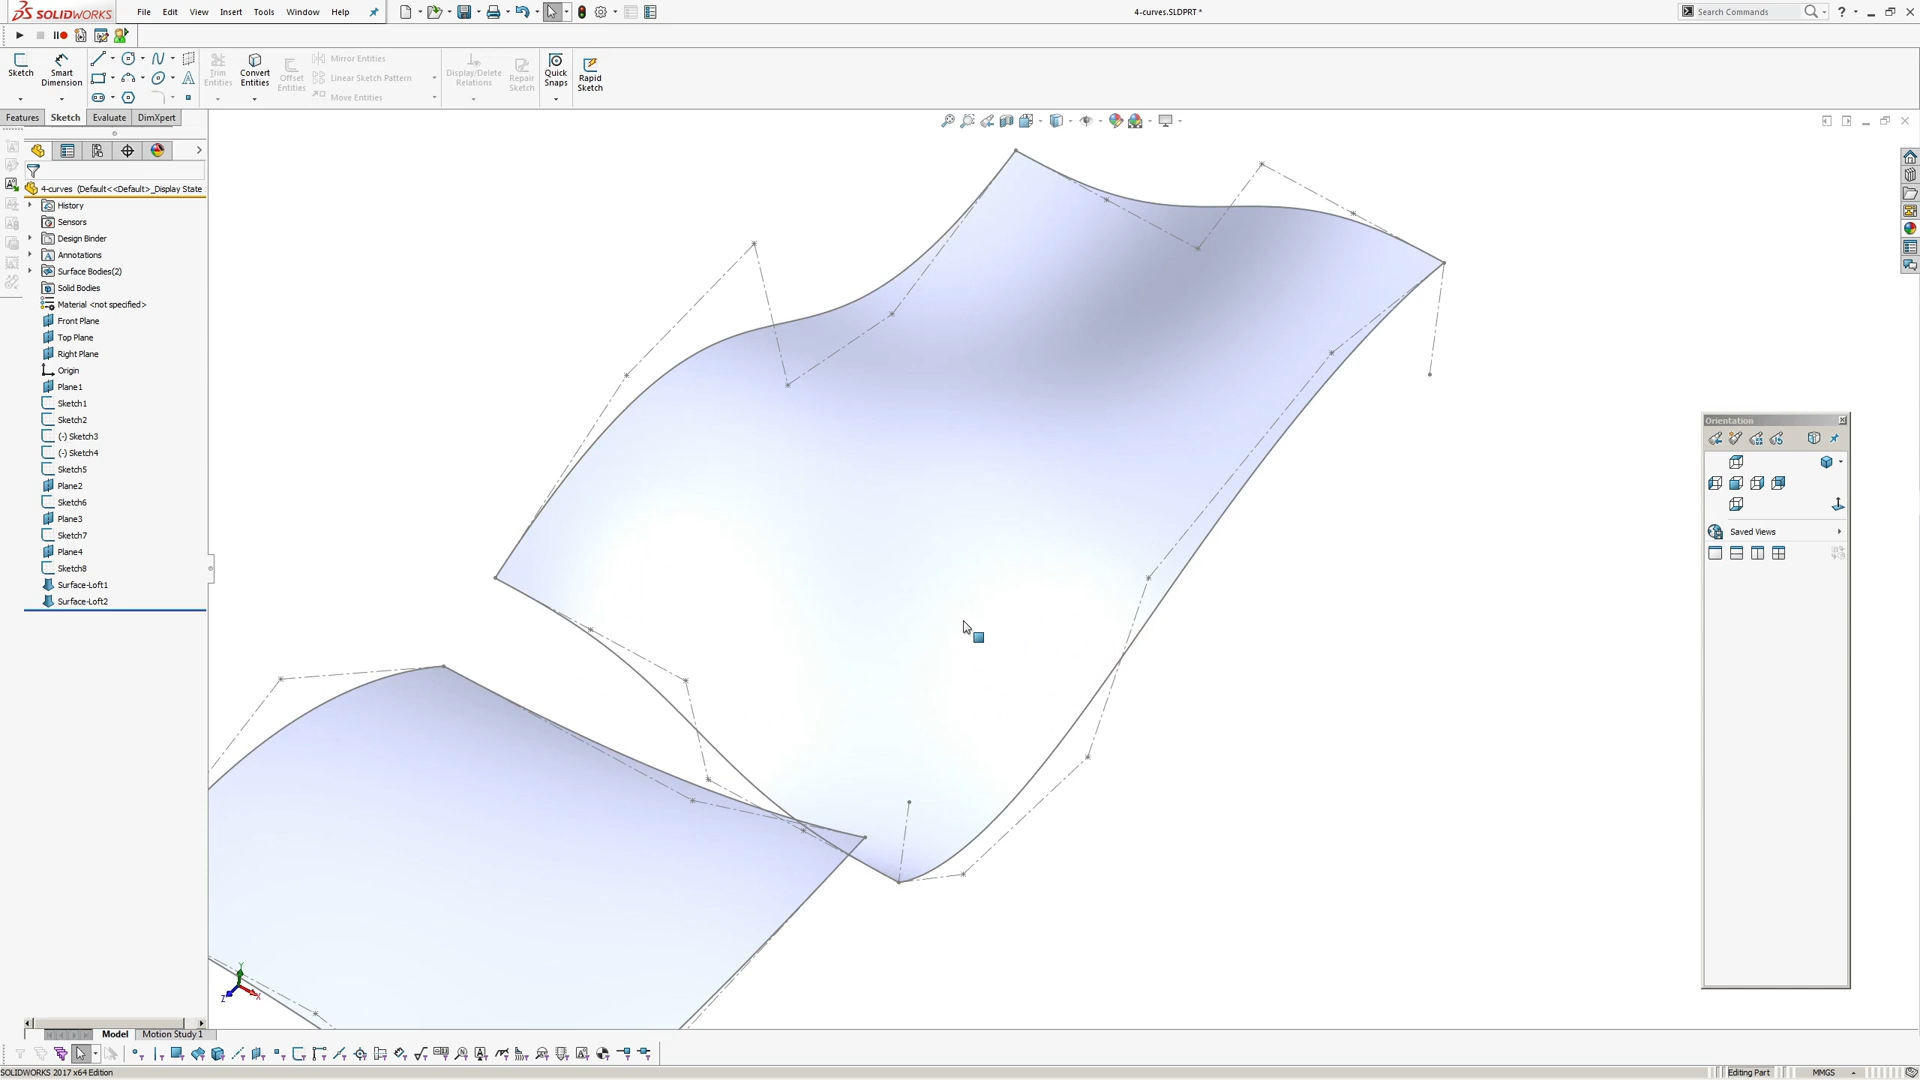 SOLIDWORKS File Edit View Insert Tools Window Help 4-curves.SLDPRT * Search Commands
Sketch Smart Dimension Trim Entities Convert Entities Offset Entities Mirror Entities Linear Sketch Pattern Move Entities Display/Delete Relations Repair Sketch Quick Snaps Rapid Sketch
Features Sketch Evaluate DimXpert
4-curves (Default<<Default>_Display State
History
Sensors
Design Binder
Annotations
Surface Bodies(2)
Solid Bodies
Material <not specified>
Front Plane
Top Plane
Right Plane
Origin
Plane1
Sketch1
Sketch2
(-) Sketch3
(-) Sketch4
Sketch5
Plane2
Sketch6
Plane3
Sketch7
Plane4
Sketch8
Surface-Loft1
Surface-Loft2
Orientation
Saved Views
Y
Z X
Model Motion Study 1
SOLIDWORKS 2017 x64 Edition Editing Part MMGS